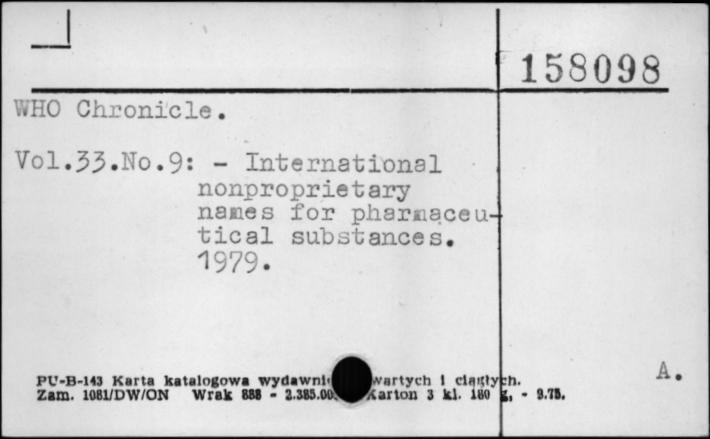 158098
WHO Chronicle.
Vol.33.No.9: - International
nonproprietary
names for pharmaceu-
tical substances.
1979.
A.
PU-B-143 Karta katalogowa wartych i ciągłych.
Zam. 1081/DW/ON Wrak 888 - 2.385.00 Karton 3 kl. 180 g, - 9.75.